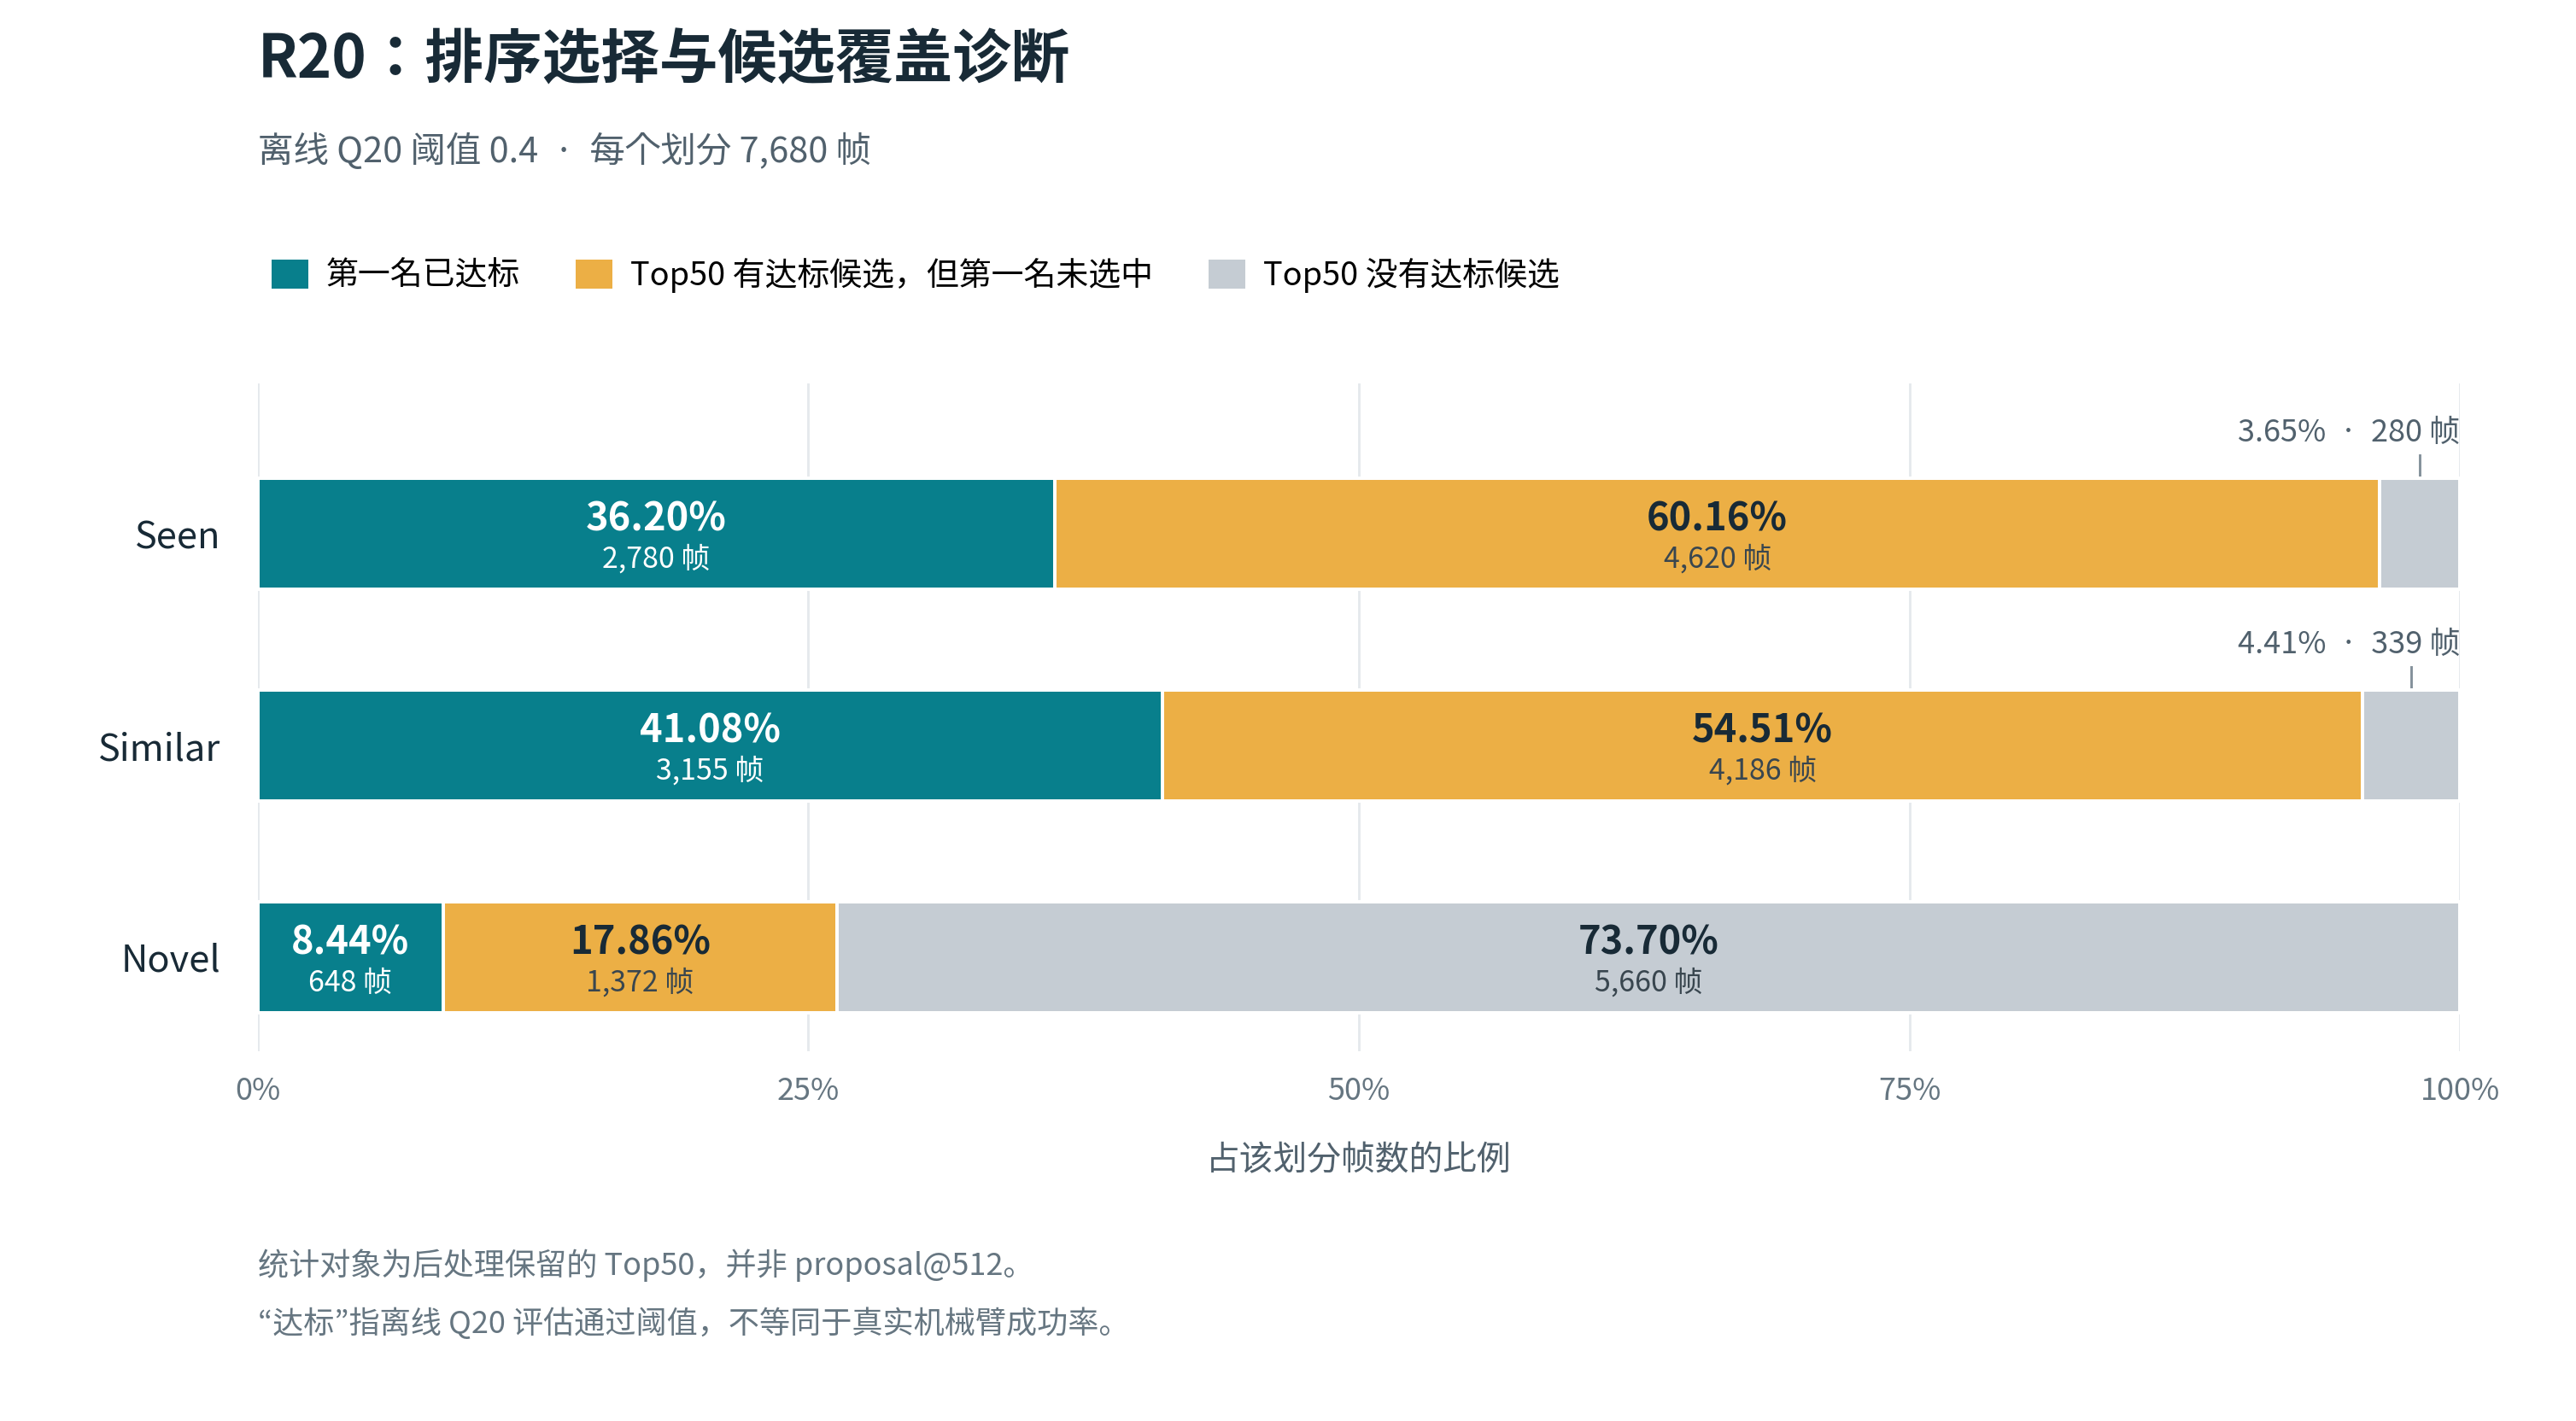 R20：排序选择与候选覆盖诊断
离线 Q20 阈值 0.4 · 每个划分 7,680 帧
第一名已达标
Top50 有达标候选，但第一名未选中
Top50 没有达标候选
3.65% · 280 帧
Seen
36.20%
2,780 帧
60.16%
4,620 帧
4.41% · 339 帧
Similar
41.08%
3,155 帧
54.51%
4,186 帧
Novel
8.44%
648 帧
17.86%
1,372 帧
73.70%
5,660 帧
0%
25%
50%
75%
100%
占该划分帧数的比例
统计对象为后处理保留的 Top50，并非 proposal@512。
“达标”指离线 Q20 评估通过阈值，不等同于真实机械臂成功率。